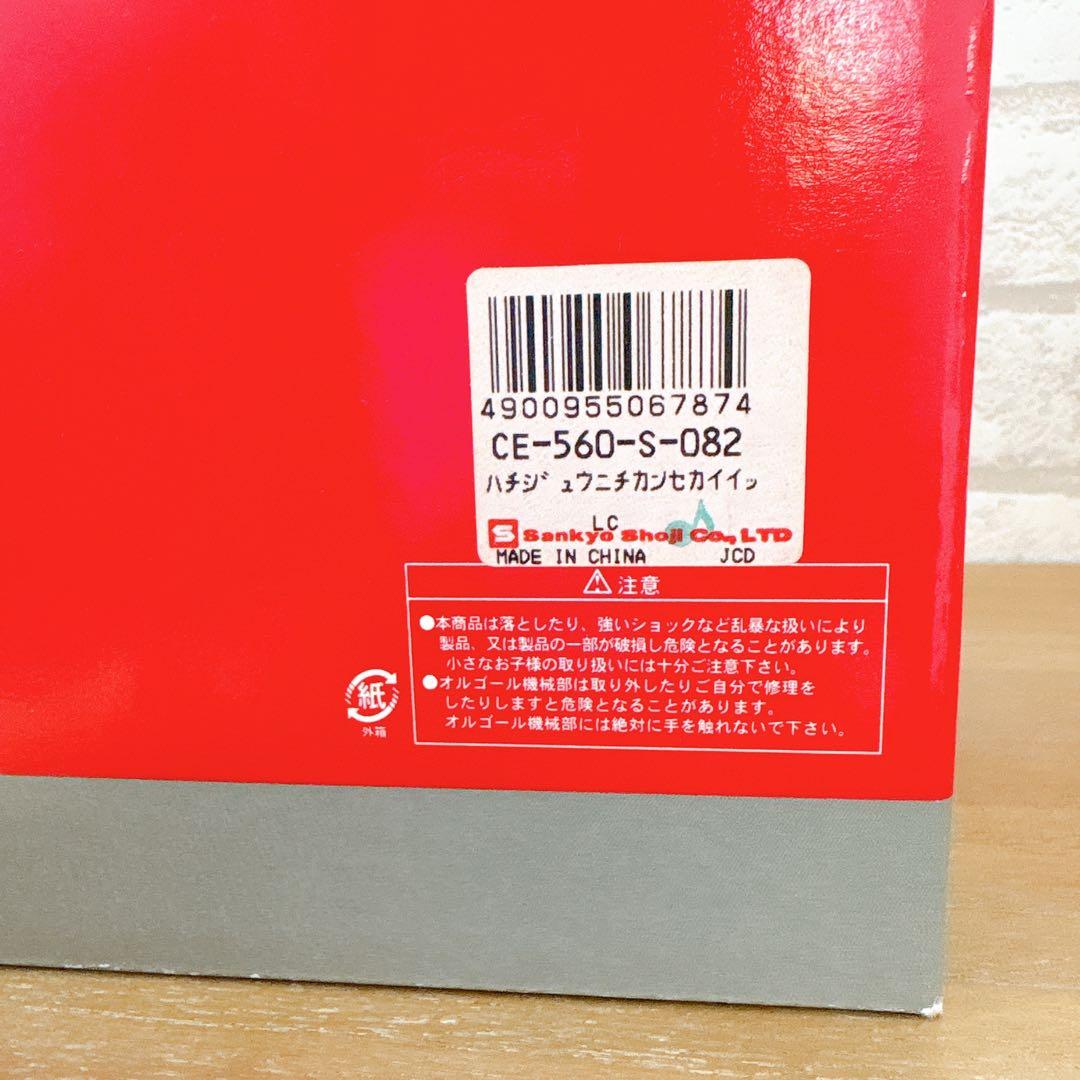 4900955067874
CE-560-S-082
ﾊﾁｼﾞｭｳﾆﾁｶﾝｾｶｲｲｯ
LC
S Sankyo Shoji Co., LTD
MADE IN CHINA JCD
⚠注意
●本商品は落としたり、強いショックなど乱暴な扱いにより
製品、又は製品の一部が破損し危険となることがあります。
小さなお子様の取り扱いには十分ご注意下さい。
●オルゴール機械部は取り外したりご自分で修理を
したりしますと危険となることがあります。
オルゴール機械部には絶対に手を触れないで下さい。
紙
外箱